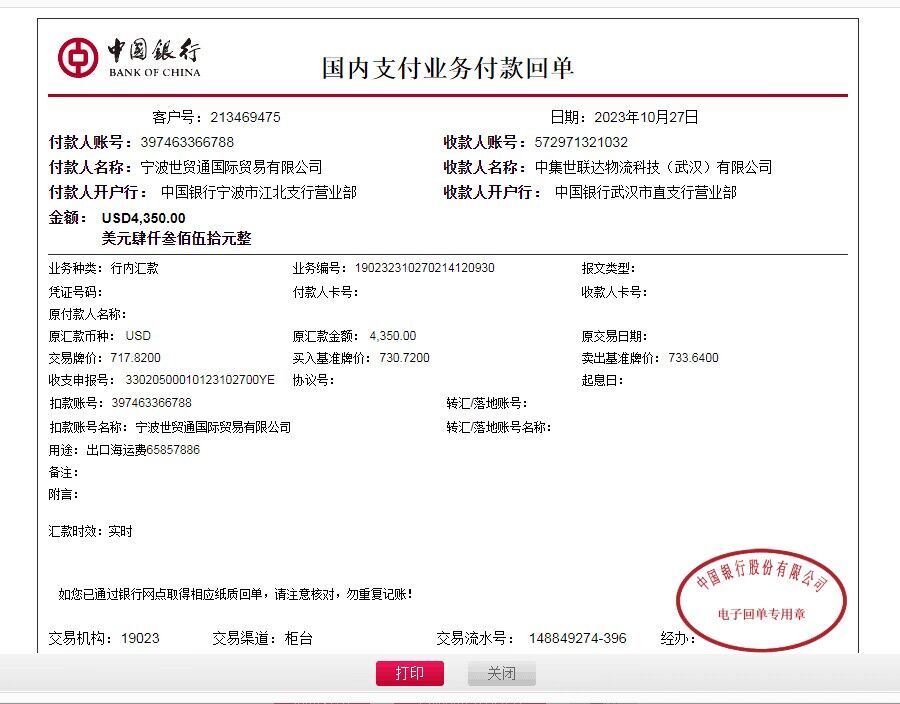 中国银行
BANK OF CHINA
国内支付业务付款回单
客户号：213469475 日期：2023年10月27日
付款人账号：397463366788 收款人账号：572971321032
付款人名称：宁波世贸通国际贸易有限公司 收款人名称：中集世联达物流科技（武汉）有限公司
付款人开户行：中国银行宁波市江北支行营业部 收款人开户行：中国银行武汉市直支行营业部
金额：USD4,350.00
美元肆仟叁佰伍拾元整
业务种类：行内汇款 业务编号：190232310270214120930 报文类型：
凭证号码： 付款人卡号： 收款人卡号：
原付款人名称：
原汇款币种：USD 原汇款金额：4,350.00 原交易日期：
交易牌价：717.8200 买入基准牌价：730.7200 卖出基准牌价：733.6400
收支申报号：33020500010123102700YE 协议号： 起息日：
扣款账号：397463366788 转汇/落地账号：
扣款账号名称：宁波世贸通国际贸易有限公司 转汇/落地账号名称：
用途：出口海运费65857886
备注：
附言：
汇款时效：实时
如您已通过银行网点取得相应纸质回单，请注意核对，勿重复记账！
中国银行股份有限公司
电子回单专用章
交易机构：19023 交易渠道：柜台 交易流水号：148849274-396 经办：
打印 关闭